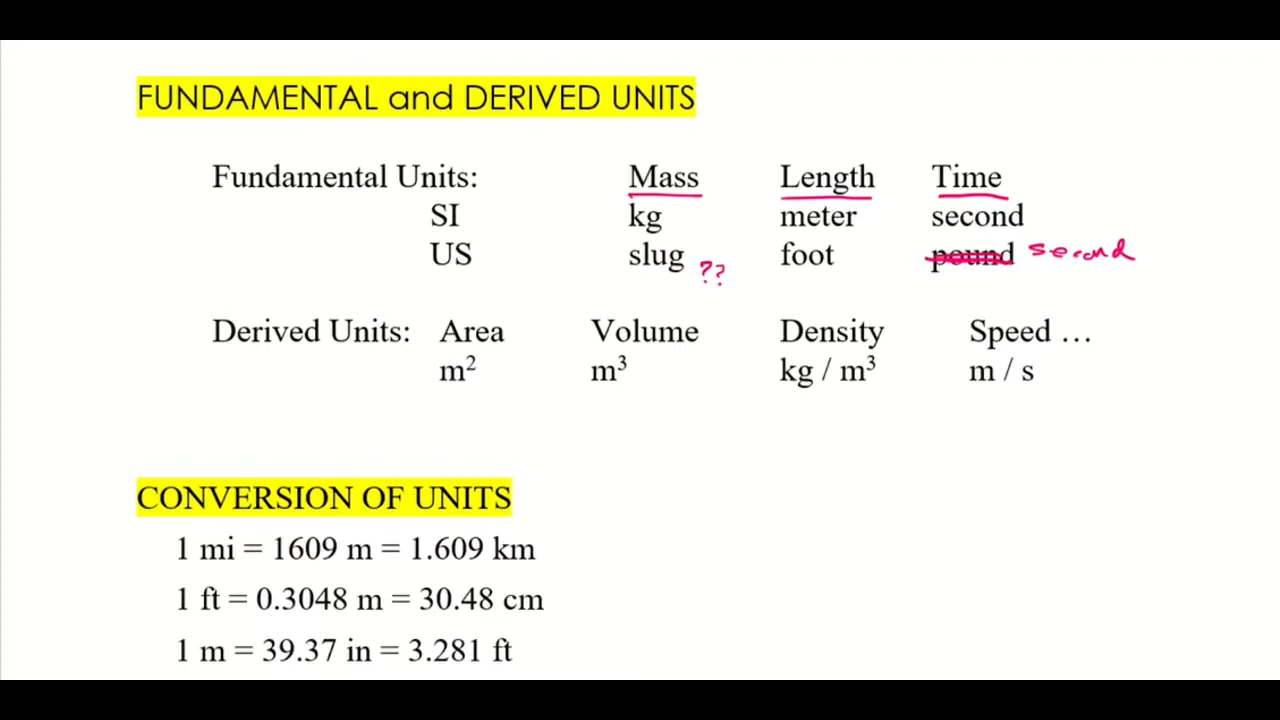 FUNDAMENTAL and DERIVED UNITS
Fundamental Units: Mass Length Time
SI kg meter second
US slug ?? foot pound second
Derived Units: Area Volume Density Speed …
m² m³ kg / m³ m / s
CONVERSION OF UNITS
1 mi = 1609 m = 1.609 km
1 ft = 0.3048 m = 30.48 cm
1 m = 39.37 in = 3.281 ft